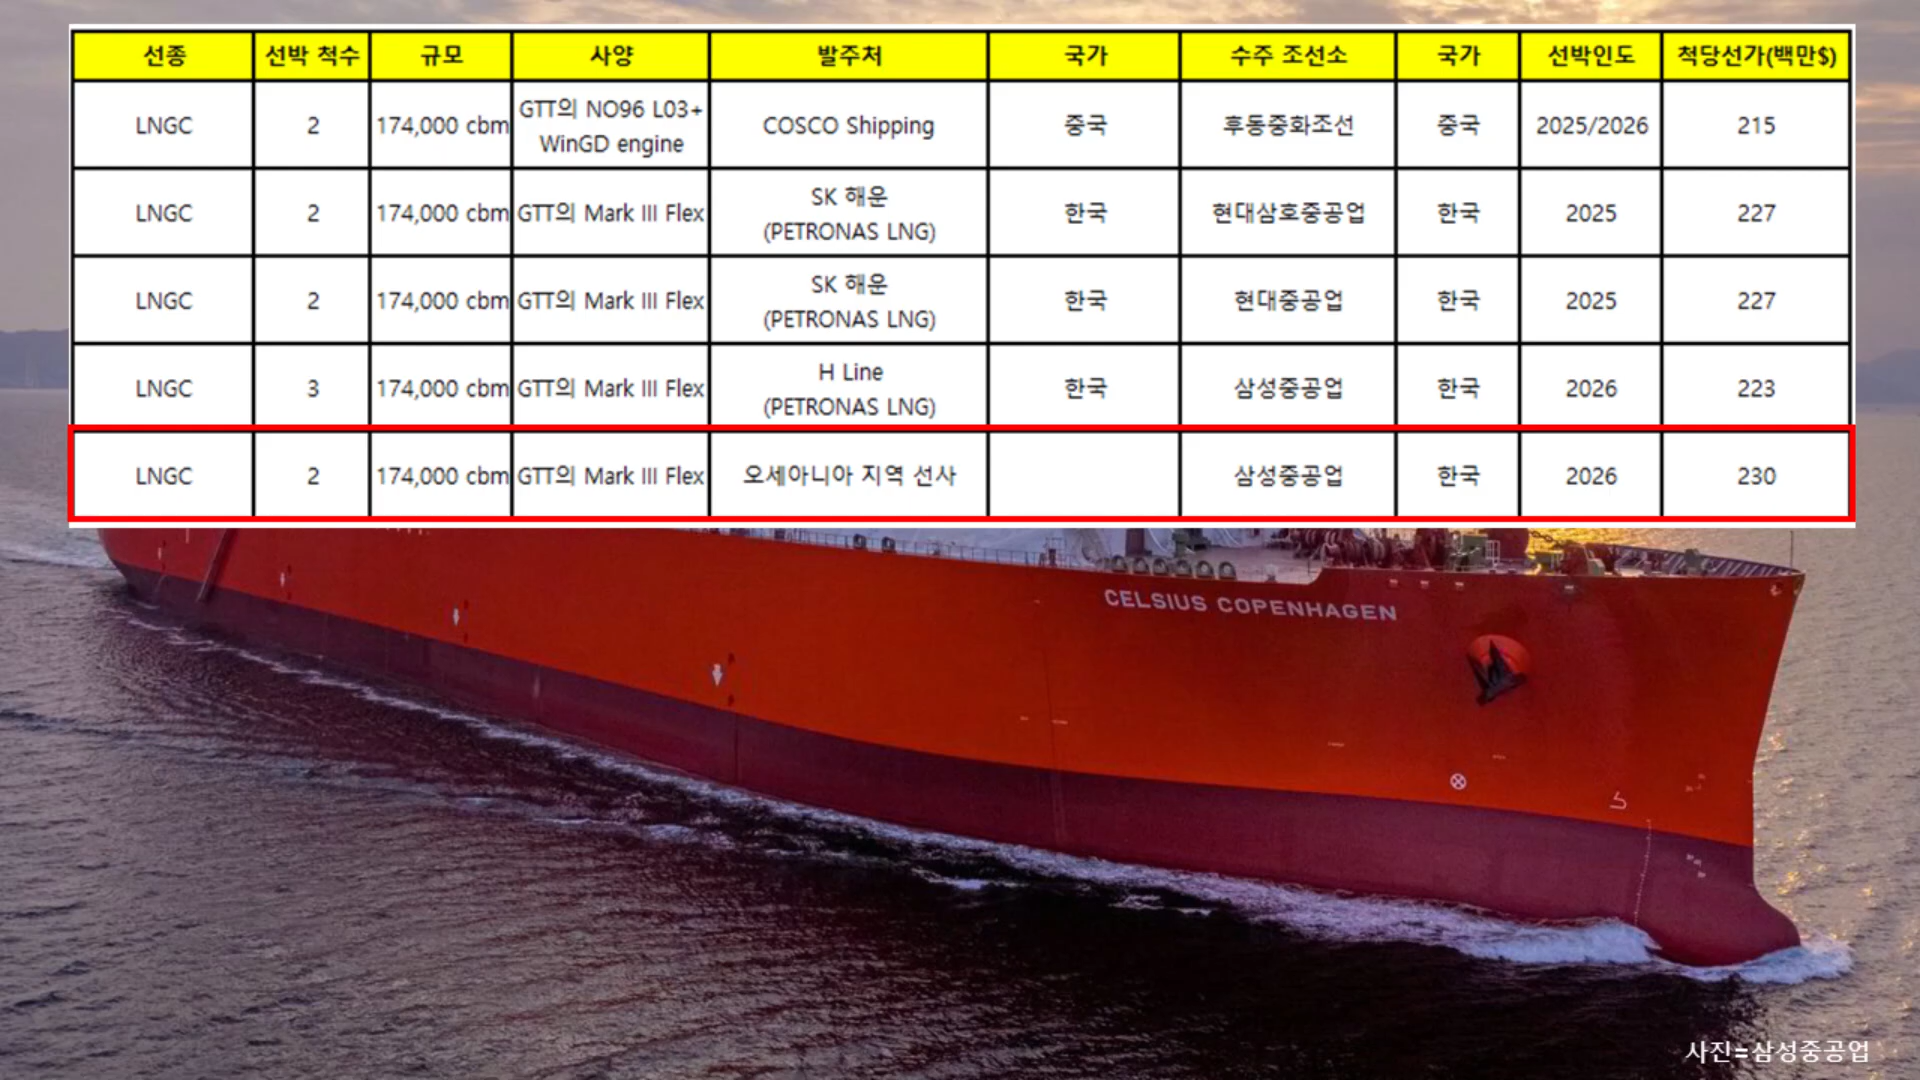 선종 선박 척수 규모 사양 발주처 국가 수주 조선소 국가 선박인도 척당선가(백만$)
LNGC 2 174,000 cbm GTT의 NO96 L03+ WinGD engine COSCO Shipping 중국 후동중화조선 중국 2025/2026 215
LNGC 2 174,000 cbm GTT의 Mark III Flex SK 해운 (PETRONAS LNG) 한국 현대삼호중공업 한국 2025 227
LNGC 2 174,000 cbm GTT의 Mark III Flex SK 해운 (PETRONAS LNG) 한국 현대중공업 한국 2025 227
LNGC 3 174,000 cbm GTT의 Mark III Flex H Line (PETRONAS LNG) 한국 삼성중공업 한국 2026 223
LNGC 2 174,000 cbm GTT의 Mark III Flex 오세아니아 지역 선사 삼성중공업 한국 2026 230
CELSIUS COPENHAGEN
사진=삼성중공업